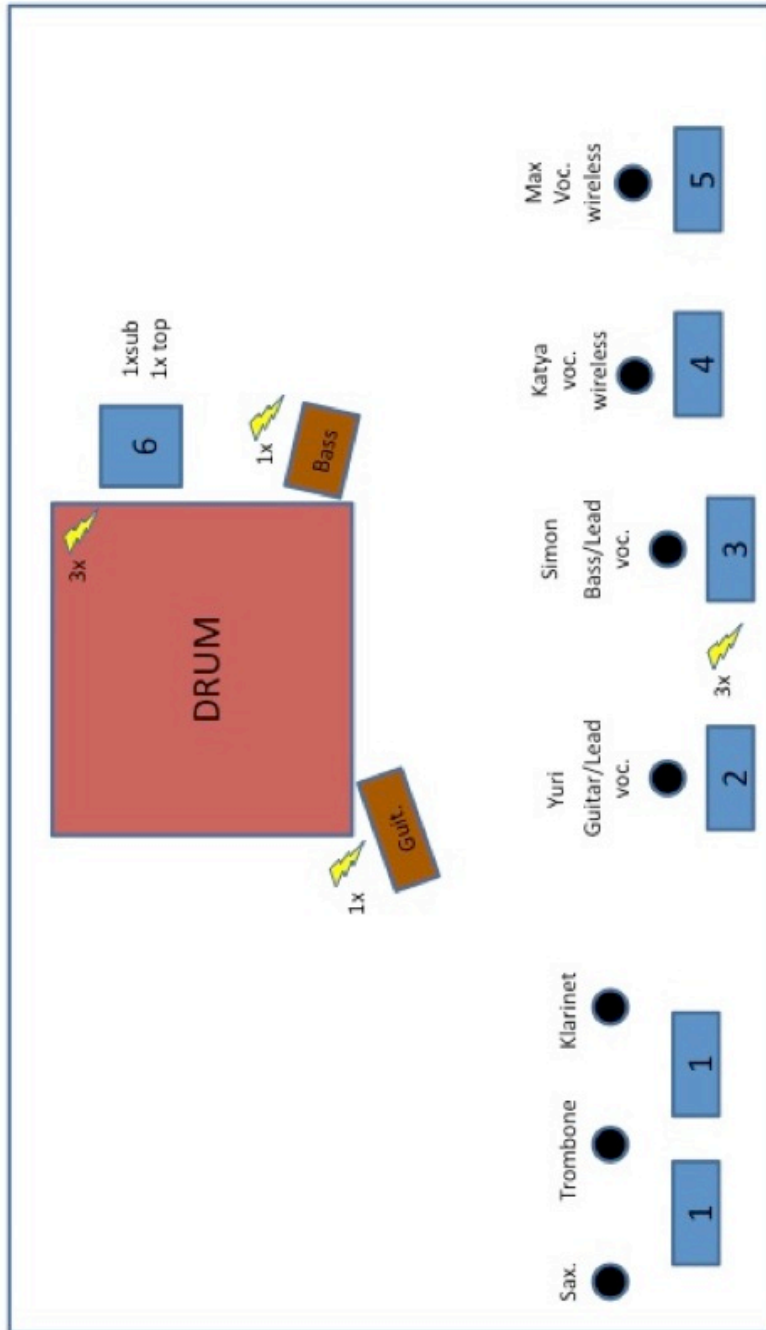 3x
1xsub
1x top
6
DRUM
1x
Bass
1x
Guit.
Sax.
Trombone
Klarinet
Yuri
Guitar/Lead
voc.
Simon
Bass/Lead
voc.
Katya
voc.
wireless
Max
Voc.
wireless
1
1
2
3x
3
4
5